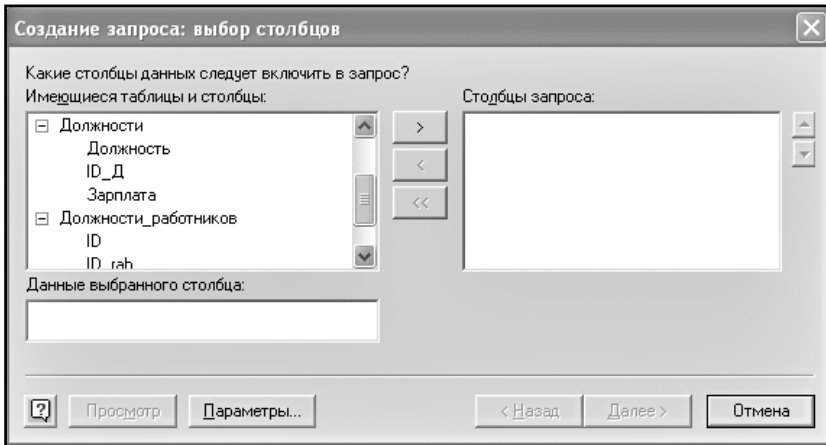 Создание запроса: выбор столбцов
Какие столбцы данных следует включить в запрос?
Имеющиеся таблицы и столбцы:
Столбцы запроса:
Должности
Должность
ID_Д
Зарплата
Должности_работников
ID
ID_rab
>
<
<<
Данные выбранного столбца:
Просмотр
Параметры...
< Назад
Далее >
Отмена